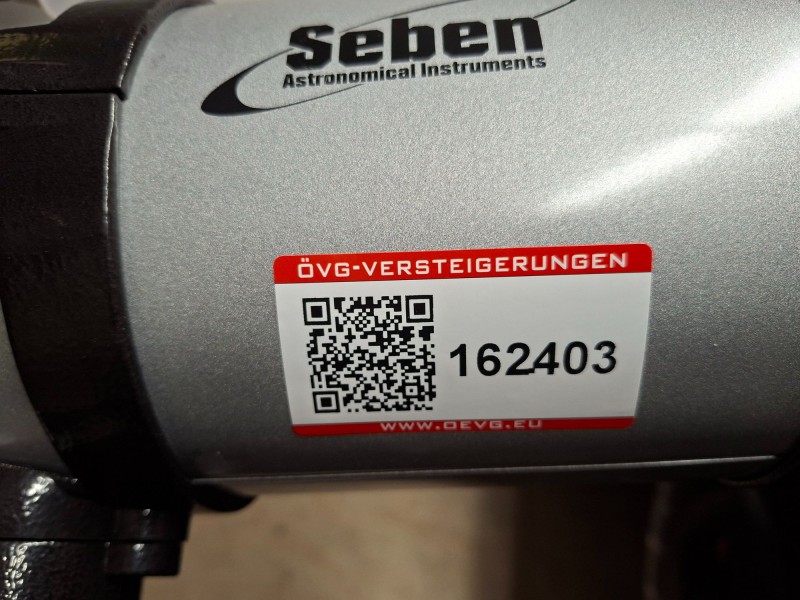 Seben
Astronomical Instruments
ÖVG-VERSTEIGERUNGEN
162403
WWW.OEVG.EU